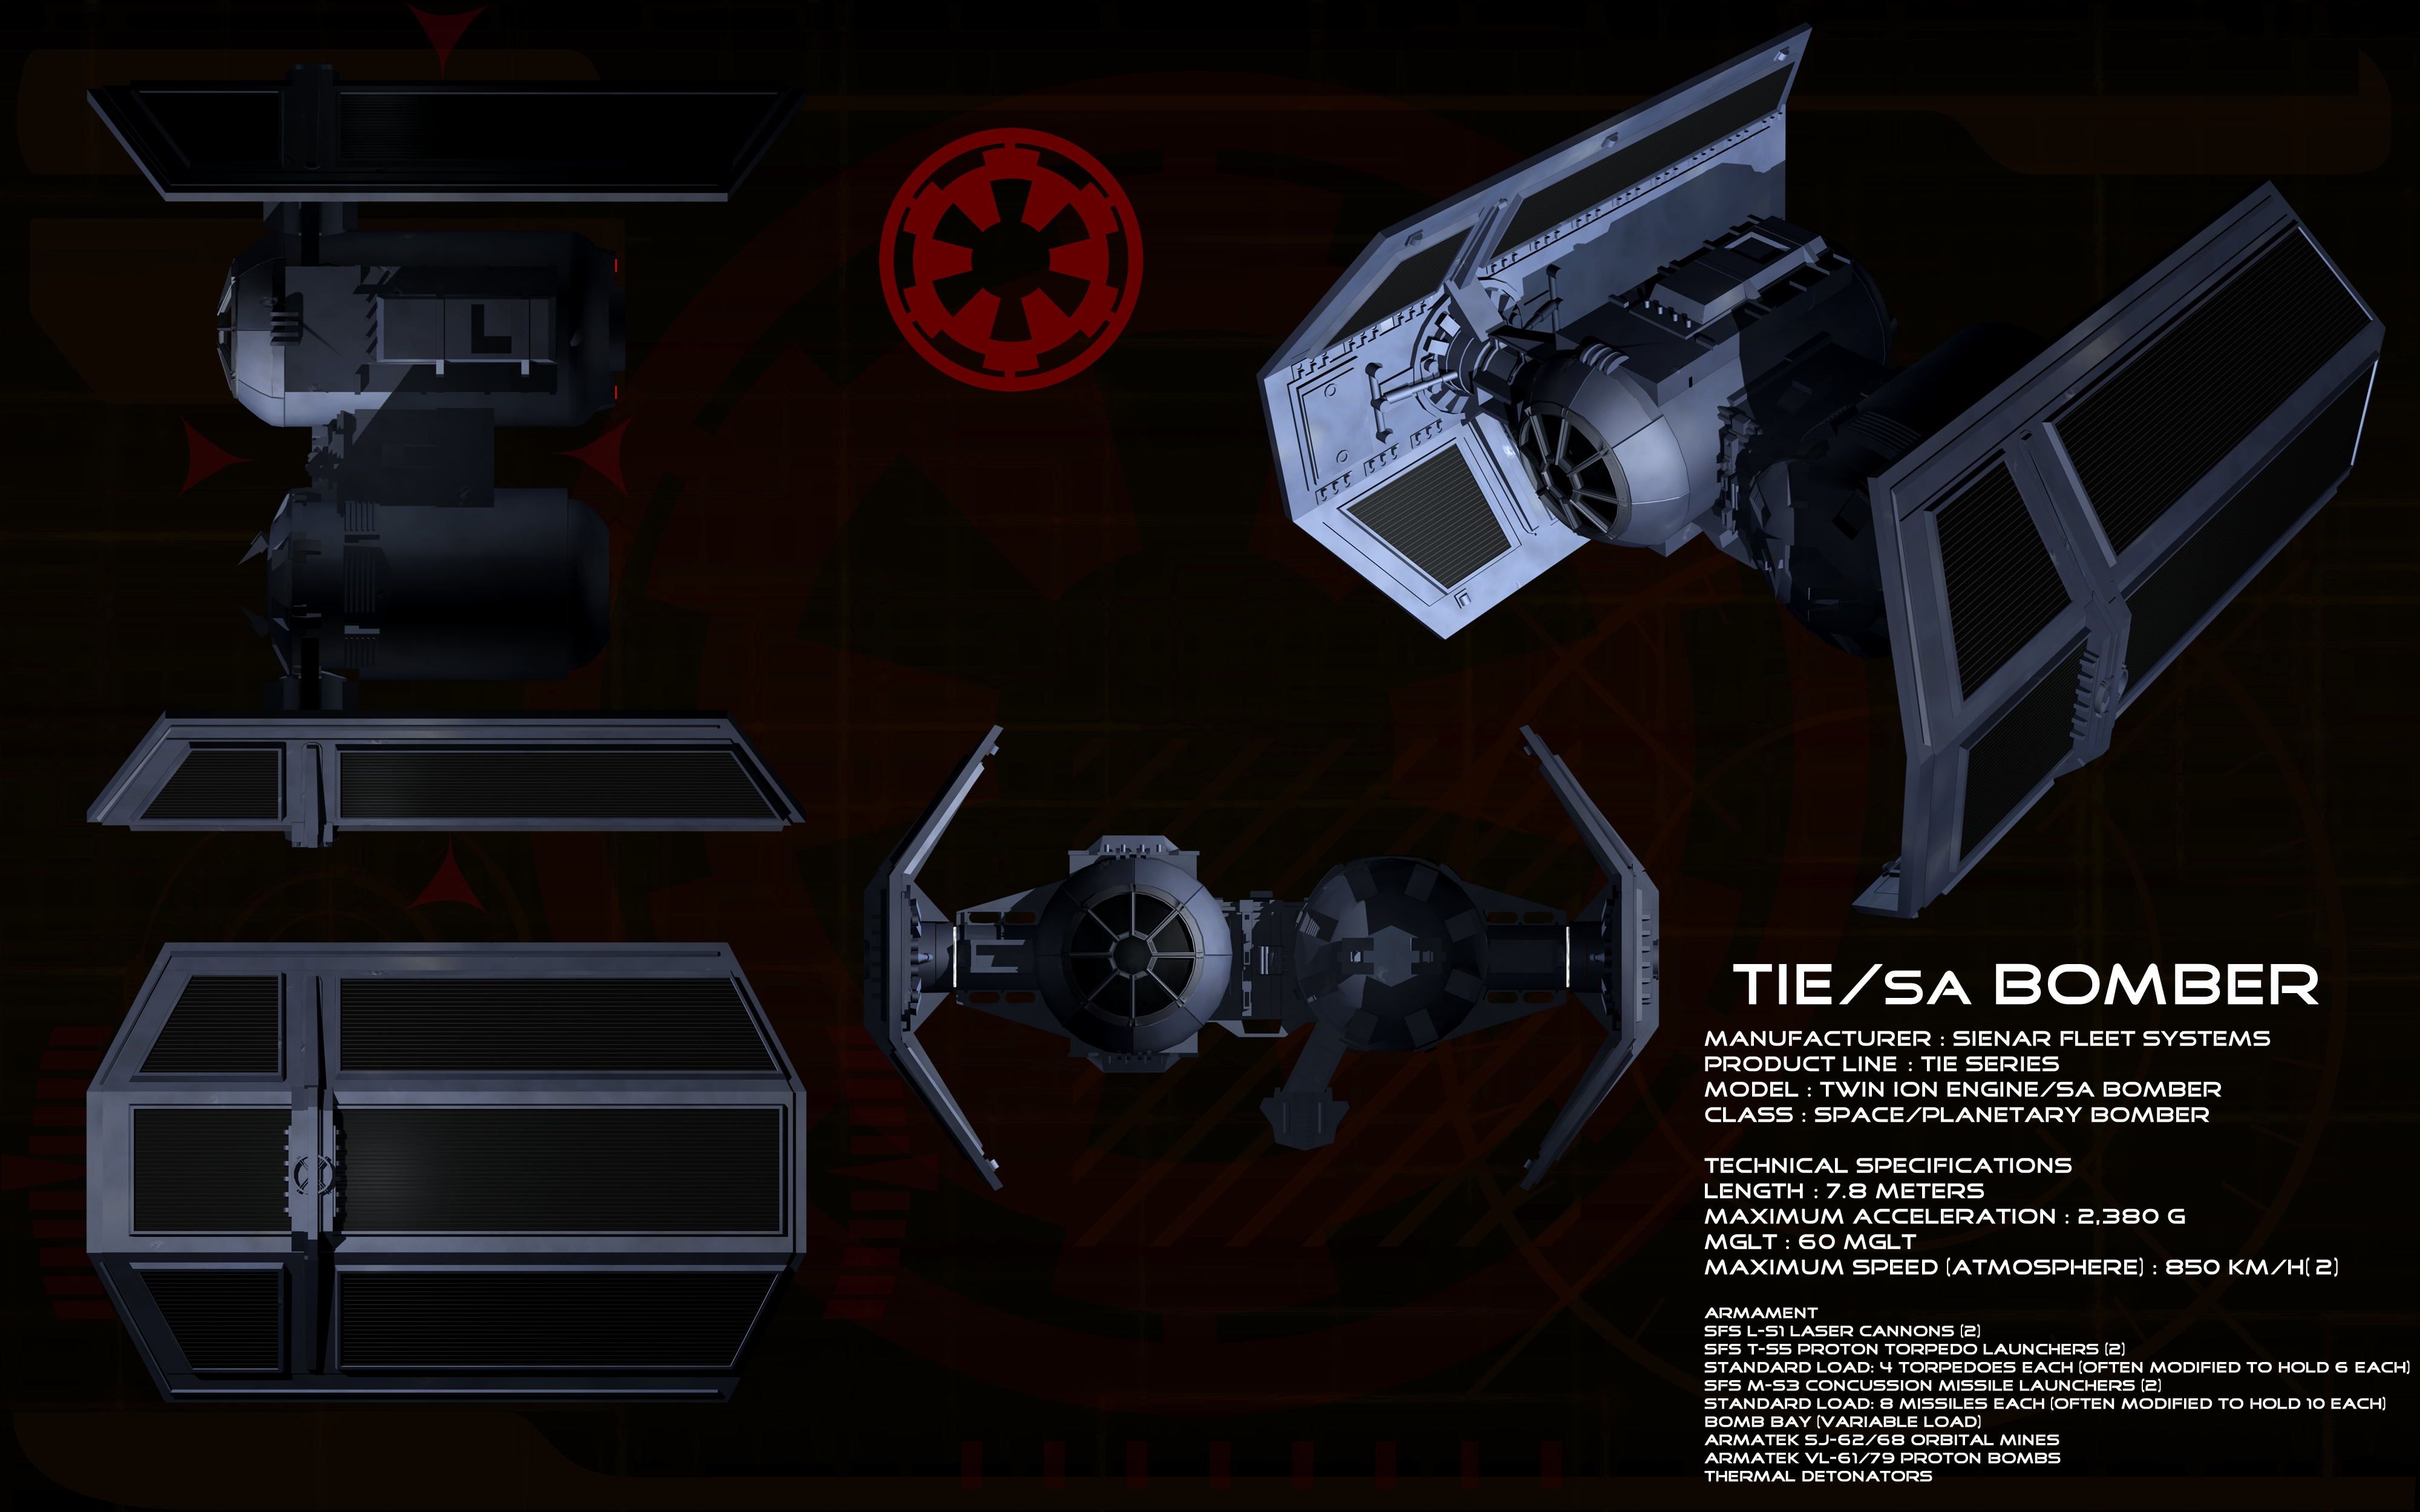 TIE/SA BOMBER
MANUFACTURER : SIENAR FLEET SYSTEMS
PRODUCT LINE : TIE SERIES
MODEL : TWIN ION ENGINE/SA BOMBER
CLASS : SPACE/PLANETARY BOMBER
TECHNICAL SPECIFICATIONS
LENGTH : 7.8 METERS
MAXIMUM ACCELERATION : 2,380 G
MGLT : 60 MGLT
MAXIMUM SPEED (ATMOSPHERE) : 850 KM/H( 2)
ARMAMENT
SFS L-S1 LASER CANNONS (2)
SFS T-S5 PROTON TORPEDO LAUNCHERS (2)
STANDARD LOAD: 4 TORPEDOES EACH (OFTEN MODIFIED TO HOLD 6 EACH)
SFS M-S3 CONCUSSION MISSILE LAUNCHERS (2)
STANDARD LOAD: 8 MISSILES EACH (OFTEN MODIFIED TO HOLD 10 EACH)
BOMB BAY (VARIABLE LOAD)
ARMATEK SJ-62/68 ORBITAL MINES
ARMATEK VL-61/79 PROTON BOMBS
THERMAL DETONATORS